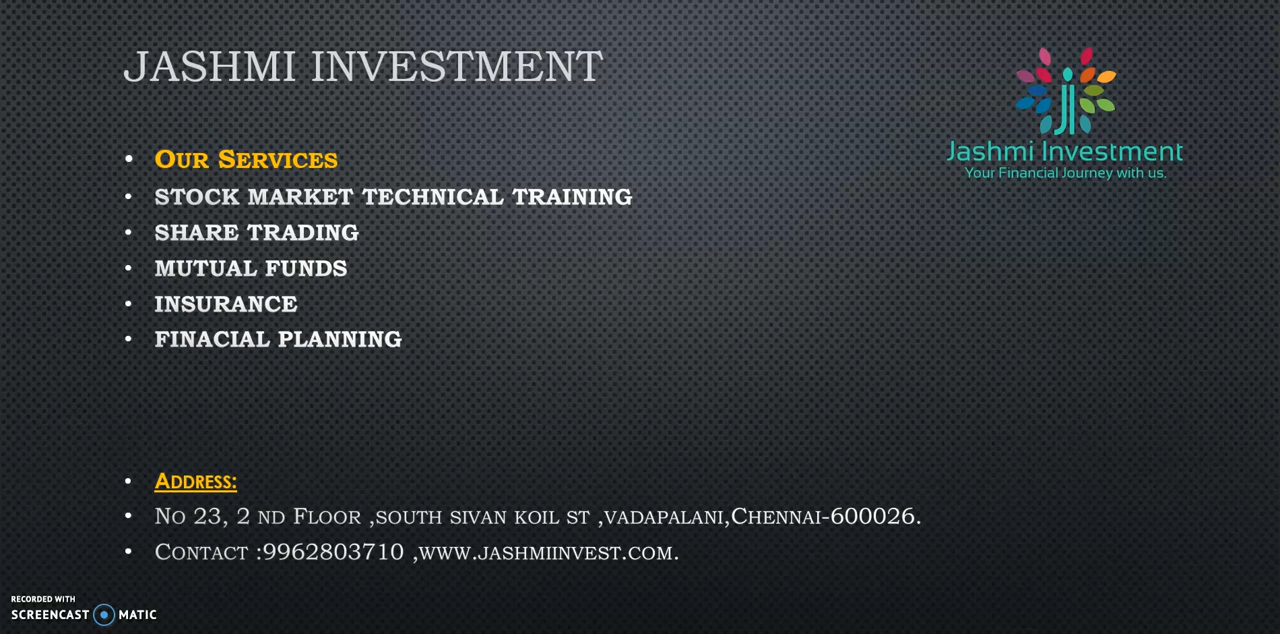 JASHMI INVESTMENT
Jashmi Investment
Your Financial Journey with us.
• OUR SERVICES
• STOCK MARKET TECHNICAL TRAINING
• SHARE TRADING
• MUTUAL FUNDS
• INSURANCE
• FINACIAL PLANNING
• ADDRESS:
• NO 23, 2 ND FLOOR ,SOUTH SIVAN KOIL ST ,VADAPALANI,CHENNAI-600026.
• CONTACT :9962803710 ,WWW.JASHMIINVEST.COM.
RECORDED WITH
SCREENCAST MATIC